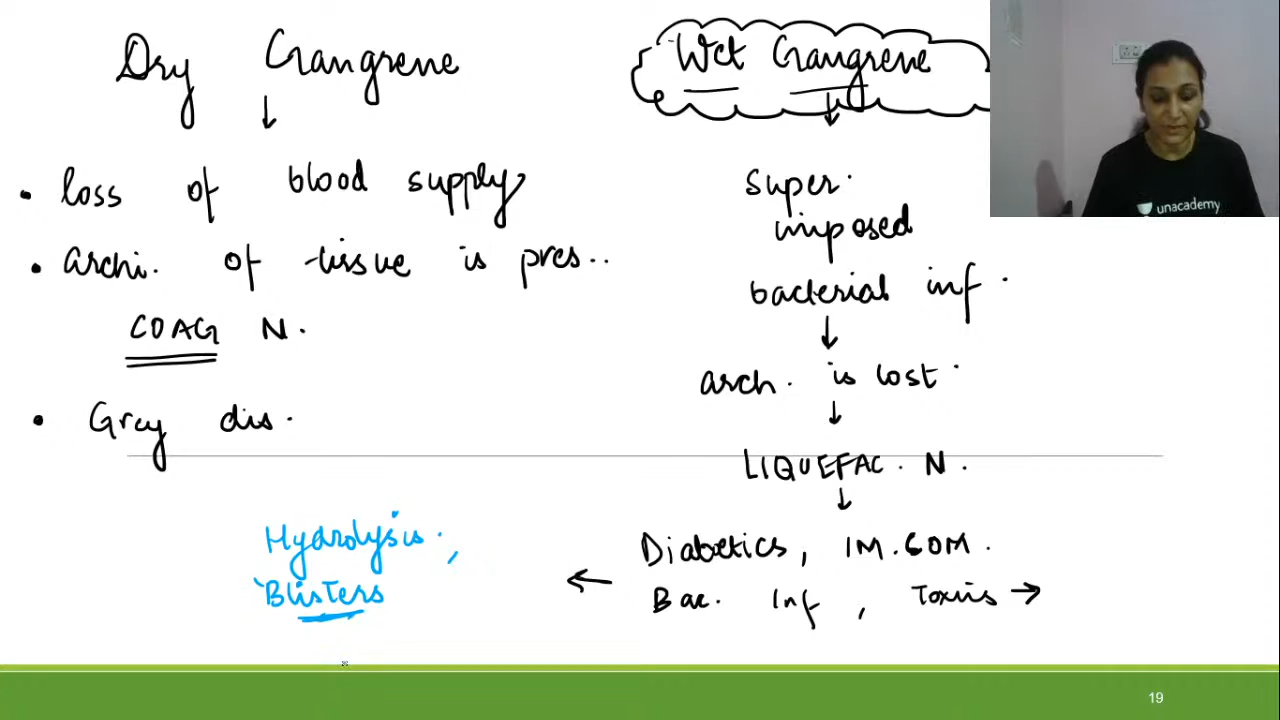 Dry Gangrene
loss of blood supply
archi. of tissue is pres..
COAG N.
Gray dis.
Wet Gangrene
super
imposed
bacterial inf.
arch. is lost.
LIQUEFAC. N.
Diabetics, IM.COM.
Bac. Inf, Toxins
Hydrolysis.,
Blisters
unacademy
19